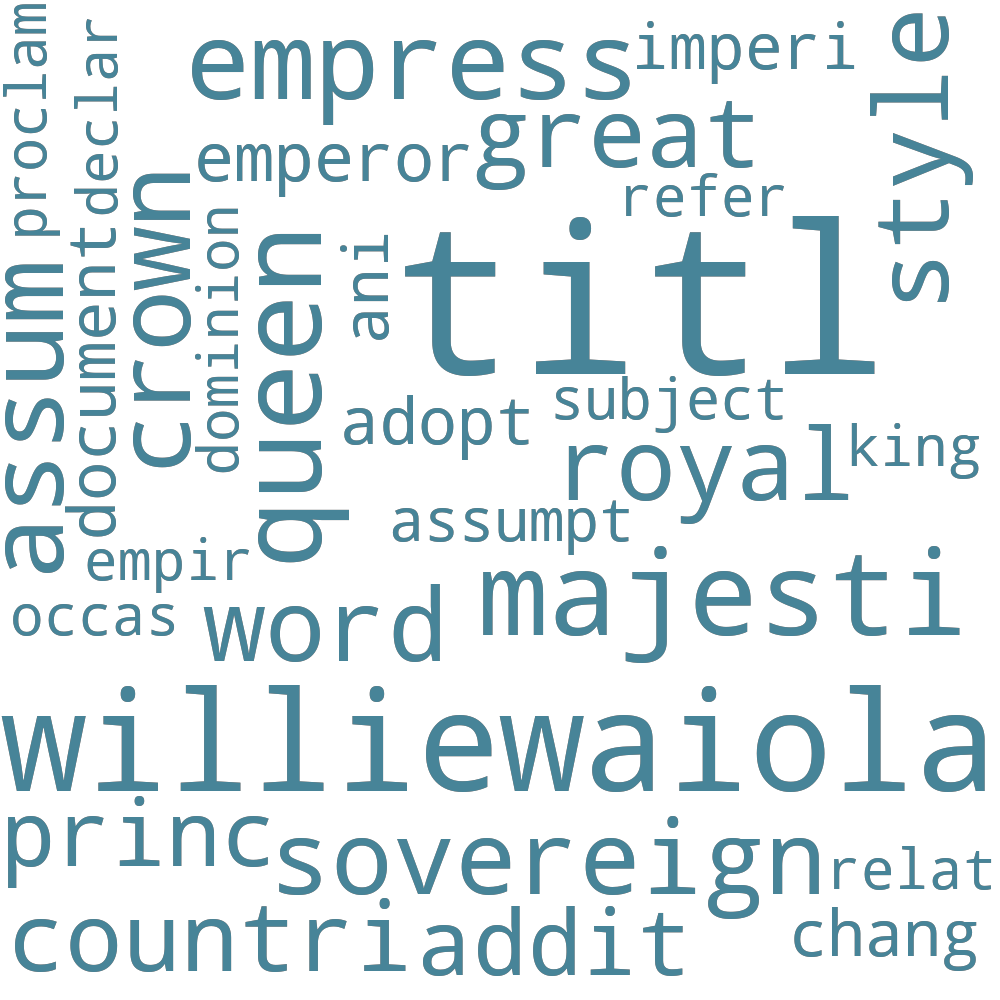 proclam
declar
empress
imperi
style
great
emperor
refer
crown
dominion
queen
ani
titl
assum
document
subject
adopt
royal
king
assumpt
empir
majesti
occas
word
williewaiola
princ
sovereign
relat
countri
addit
chang